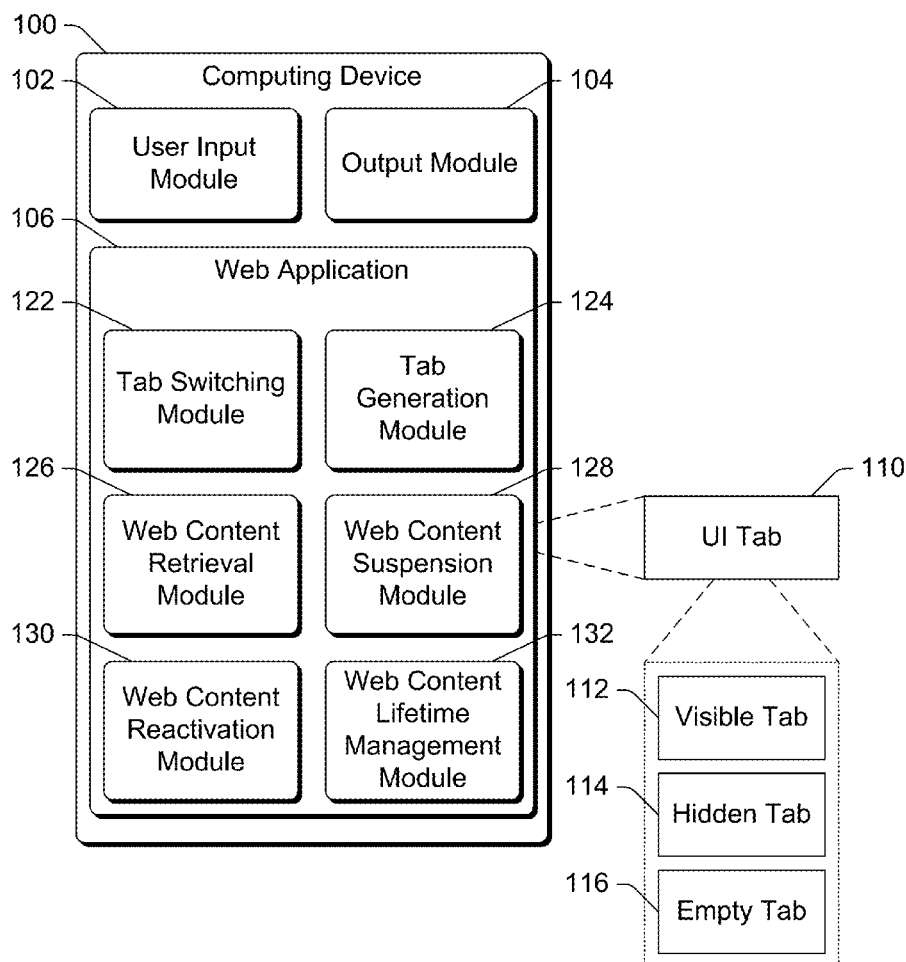 100
Computing Device
102
104
User Input
Module
Output Module
106
Web Application
122
124
Tab Switching
Module
Tab
Generation
Module
126
128
110
Web Content
Retrieval
Module
Web Content
Suspension
Module
UI Tab
130
132
Web Content
Reactivation
Module
Web Content
Lifetime
Management
Module
112
Visible Tab
114
Hidden Tab
116
Empty Tab